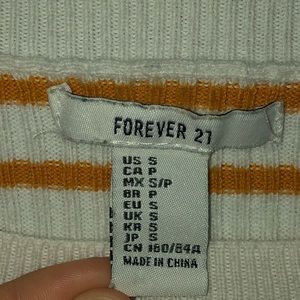 FOREVER 21
US S
CA P
MX S/P
BR P
EU S
UK S
KR S
JP S
CN 160/84A
MADE IN CHINA